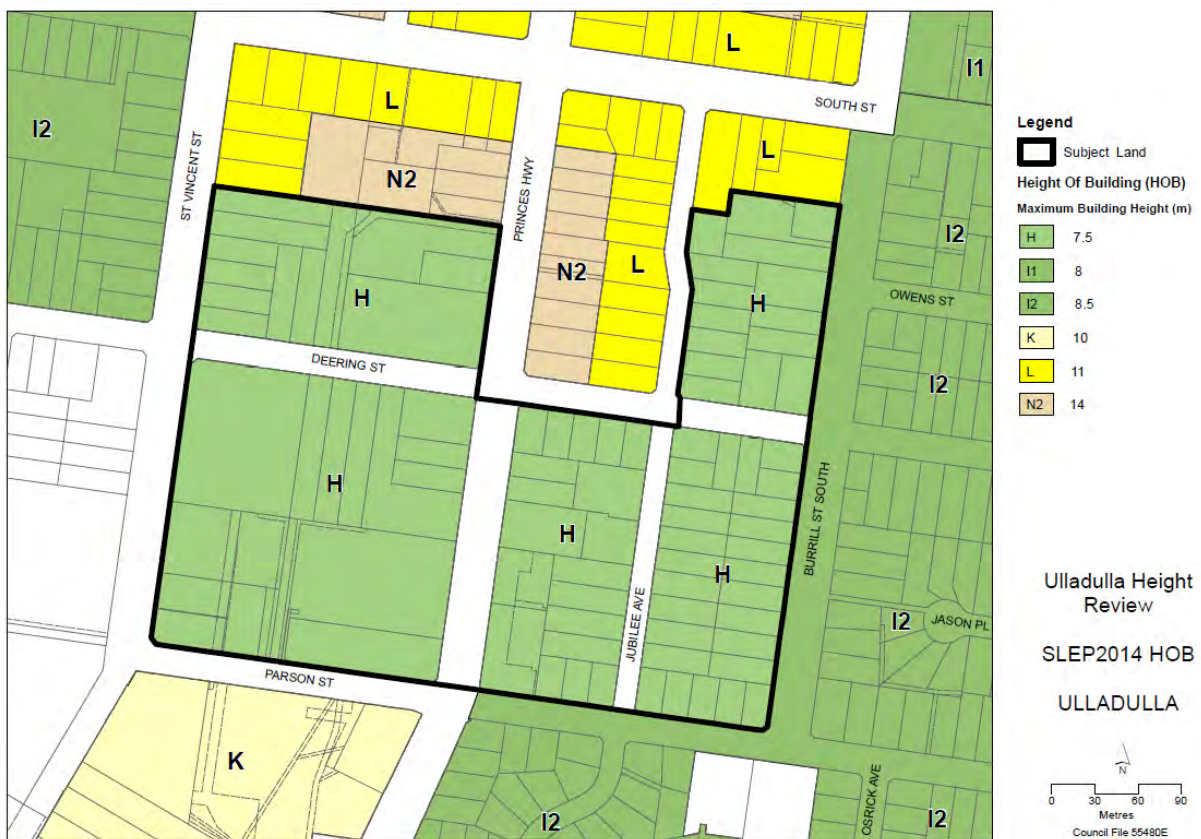 L
I1
SOUTH ST
I2
L
L
ST VINCENT ST
N2
PRINCES HWY
I2
N2
L
OWENS ST
H
H
DEERING ST
I2
H
H
H
BURRILL ST SOUTH
JUBILEE AVE
I2
JASON PL
PARSON ST
K
I2
OSRICK AVE
I2
Legend
Subject Land
Height Of Building (HOB)
Maximum Building Height (m)
H 7.5
I1 8
I2 8.5
K 10
L 11
N2 14
Ulladulla Height
Review
SLEP2014 HOB
ULLADULLA
N
0 30 60 90
Metres
Council File 55480E